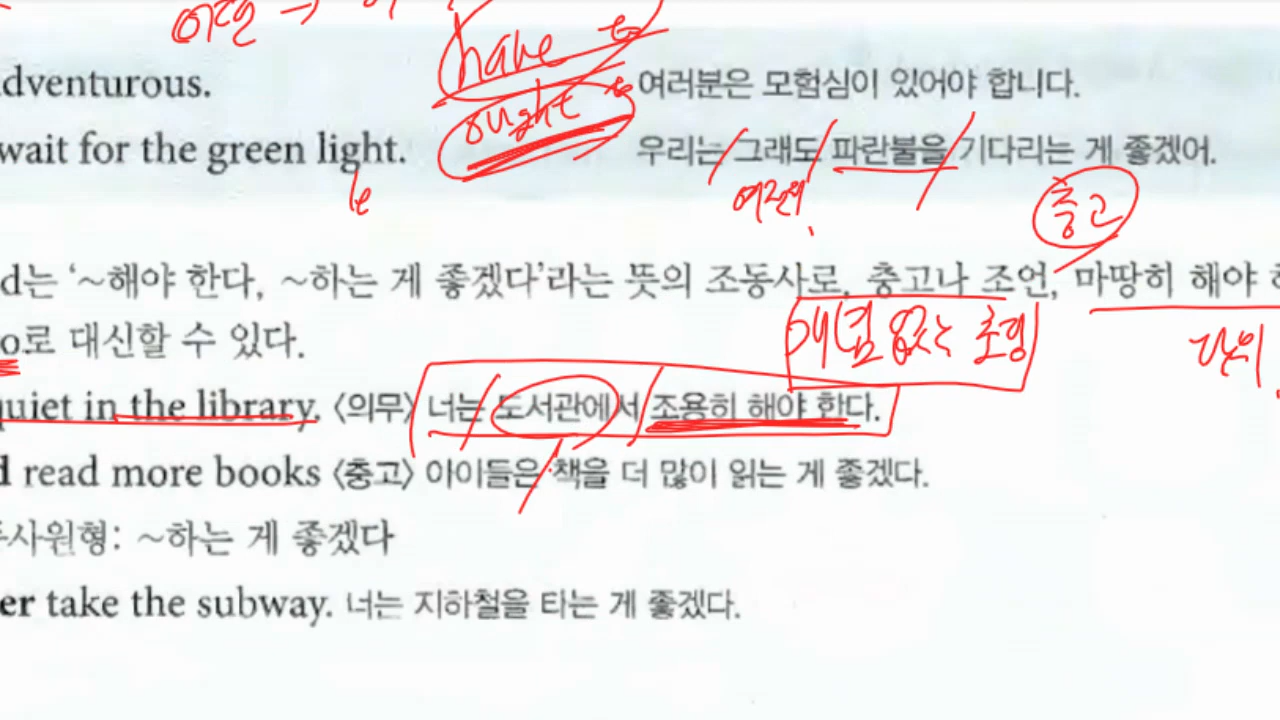 have to
dventurous. 여러분은 모험심이 있어야 합니다.
ought to
wait for the green light. 우리는 그래도 파란불을 기다리는 게 좋겠어.
충고
d는 '~해야 한다, ~하는 게 좋겠다'라는 뜻의 조동사로, 충고나 조언, 마땅히 해야
o로 대신할 수 있다.
없는
quiet in the library. 〈의무〉 너는 도서관에서 조용히 해야 한다.
d read more books 〈충고〉 아이들은 책을 더 많이 읽는 게 좋겠다.
사원형: ~하는 게 좋겠다
er take the subway. 너는 지하철을 타는 게 좋겠다.